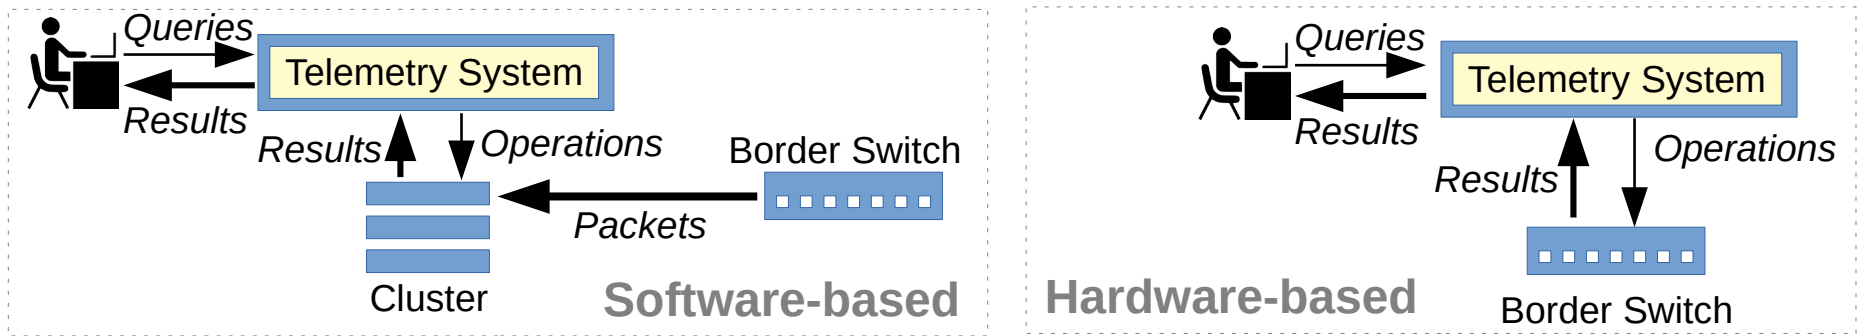 Queries
Telemetry System
Results
Results
Operations
Border Switch
Packets
Cluster
Software-based
Queries
Telemetry System
Results
Operations
Results
Hardware-based
Border Switch